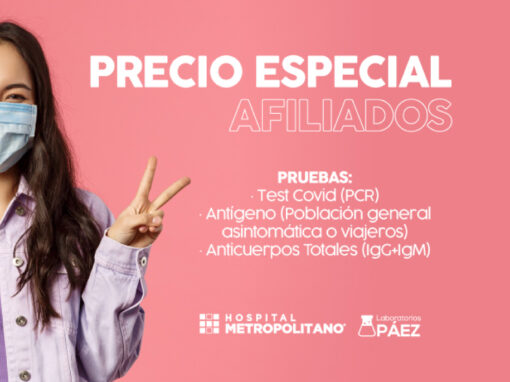 PRECIO ESPECIAL
AFILIADOS
PRUEBAS:
· Test Covid (PCR)
· Antígeno (Población general
asintomática o viajeros)
· Anticuerpos Totales (IgG+IgM)
HOSPITAL
METROPOLITANO
Laboratorios
PÁEZ